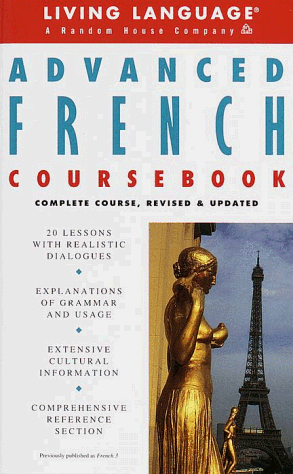 LIVING LANGUAGE®
A Random House Company
ADVANCED
FRENCH
COURSEBOOK
COMPLETE COURSE, REVISED & UPDATED
20 LESSONS
WITH REALISTIC
DIALOGUES
EXPLANATIONS
OF GRAMMAR
AND USAGE
EXTENSIVE
CULTURAL
INFORMATION
COMPREHENSIVE
REFERENCE
SECTION
Previously published as French 3